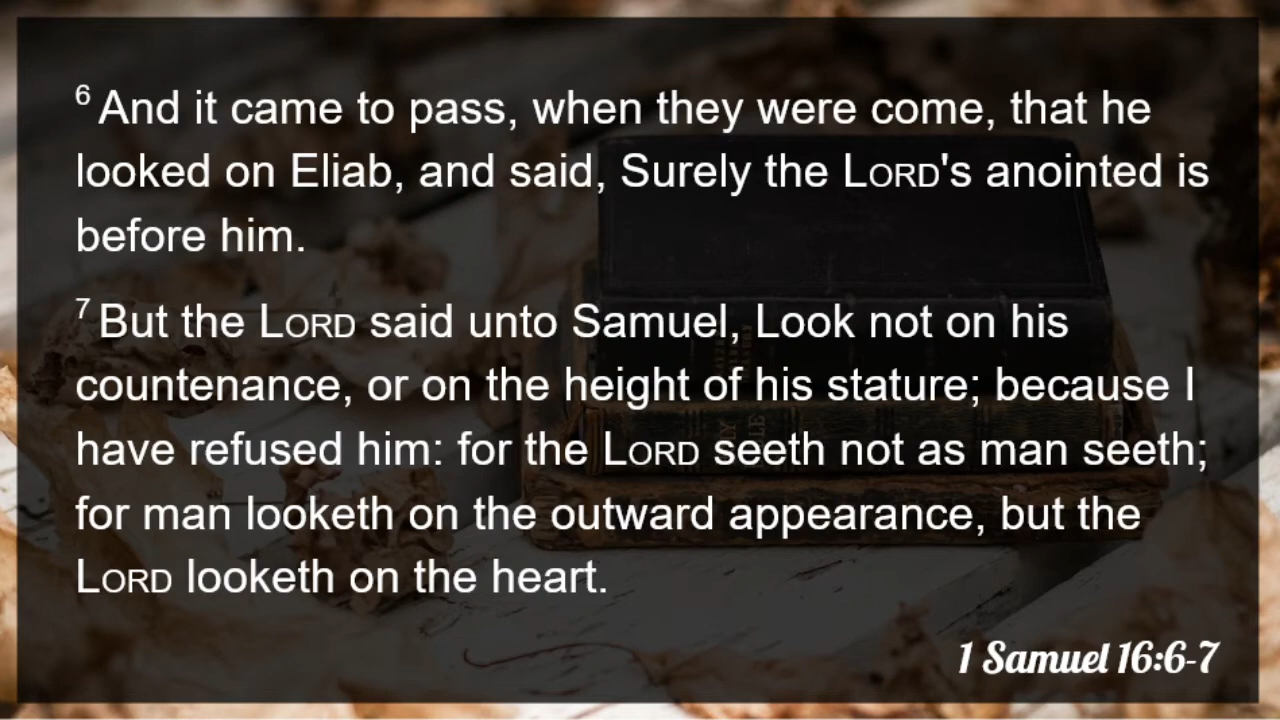 6 And it came to pass, when they were come, that he
looked on Eliab, and said, Surely the LORD's anointed is
before him.
7 But the LORD said unto Samuel, Look not on his
countenance, or on the height of his stature; because I
have refused him: for the LORD seeth not as man seeth;
for man looketh on the outward appearance, but the
LORD looketh on the heart.
1 Samuel 16:6-7